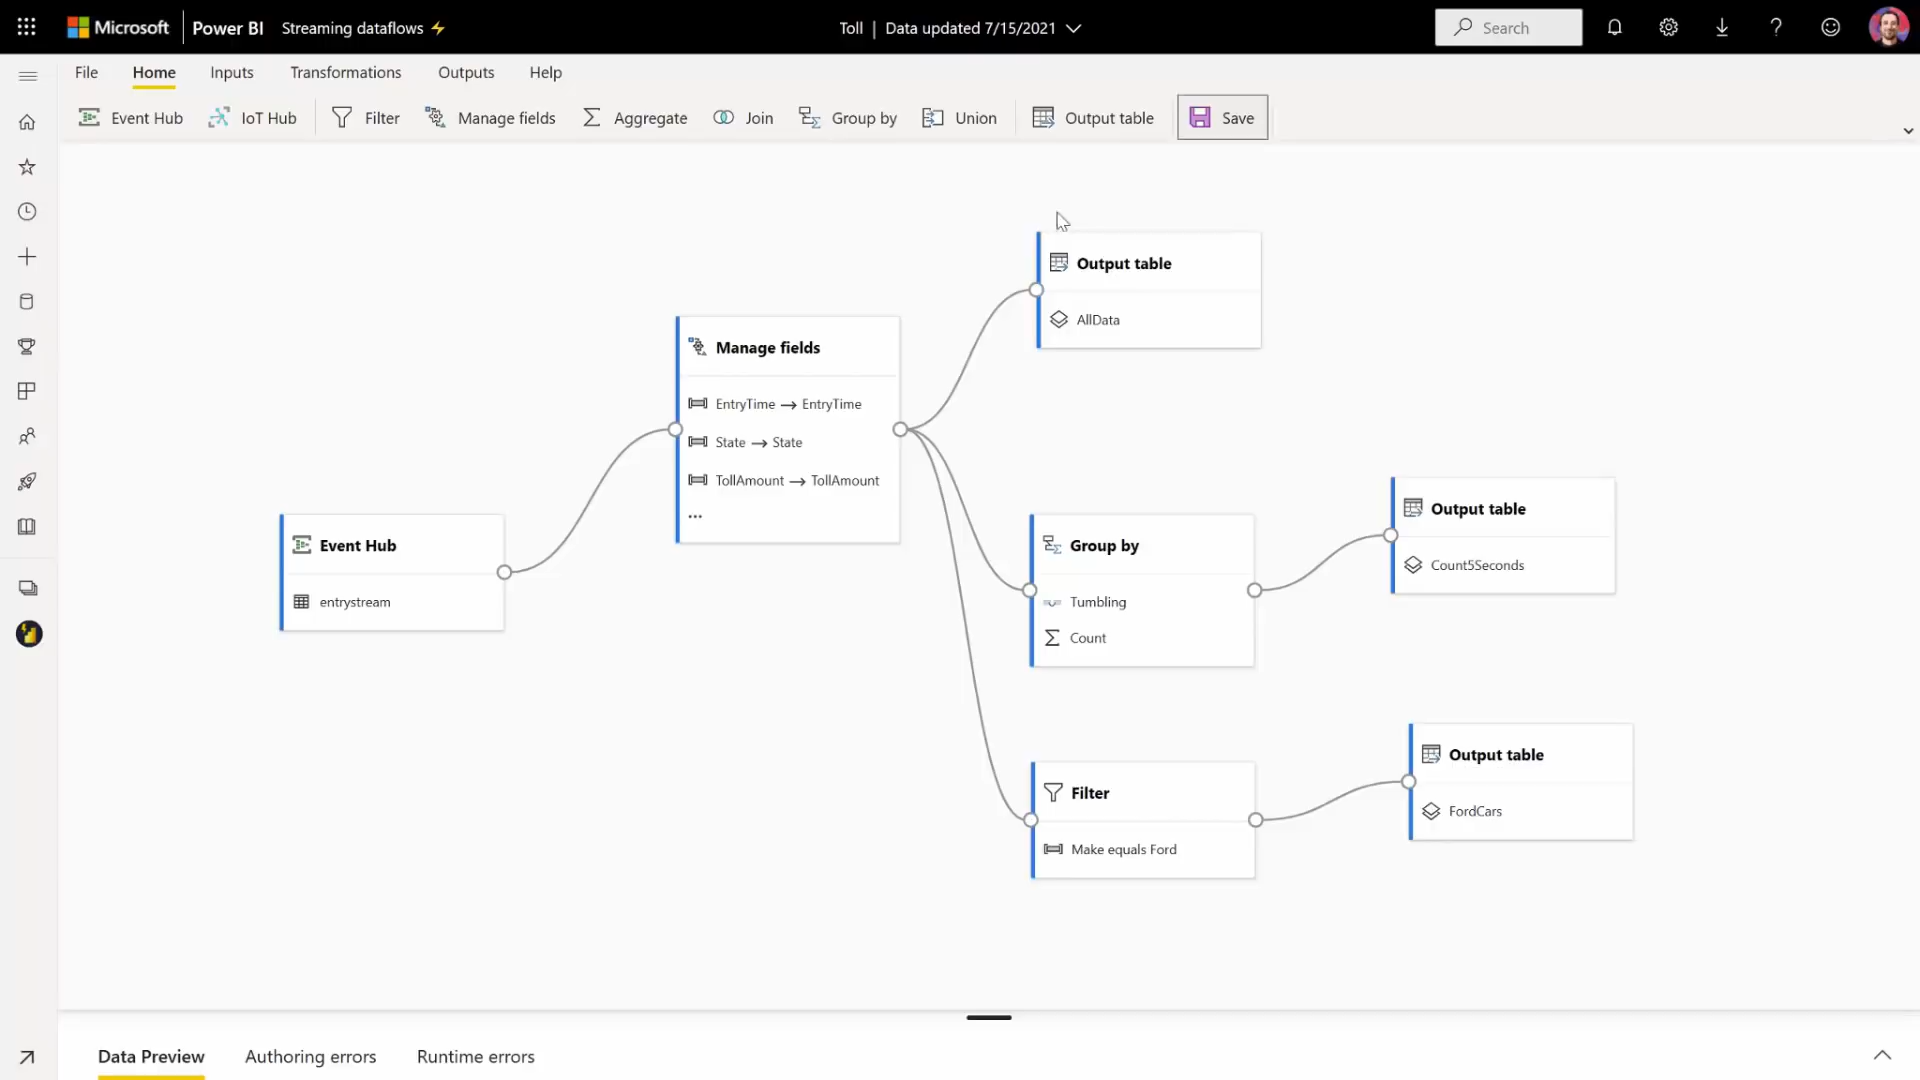 Microsoft Power BI Streaming dataflows ⚡ Toll | Data updated 7/15/2021 Search
File Home Inputs Transformations Outputs Help
Event Hub IoT Hub Filter Manage fields Aggregate Join Group by Union Output table Save
Output table
AllData
Manage fields
EntryTime → EntryTime
State → State
TollAmount → TollAmount
...
Event Hub
entrystream
Group by
Tumbling
Count
Output table
Count5Seconds
Filter
Make equals Ford
Output table
FordCars
Data Preview Authoring errors Runtime errors